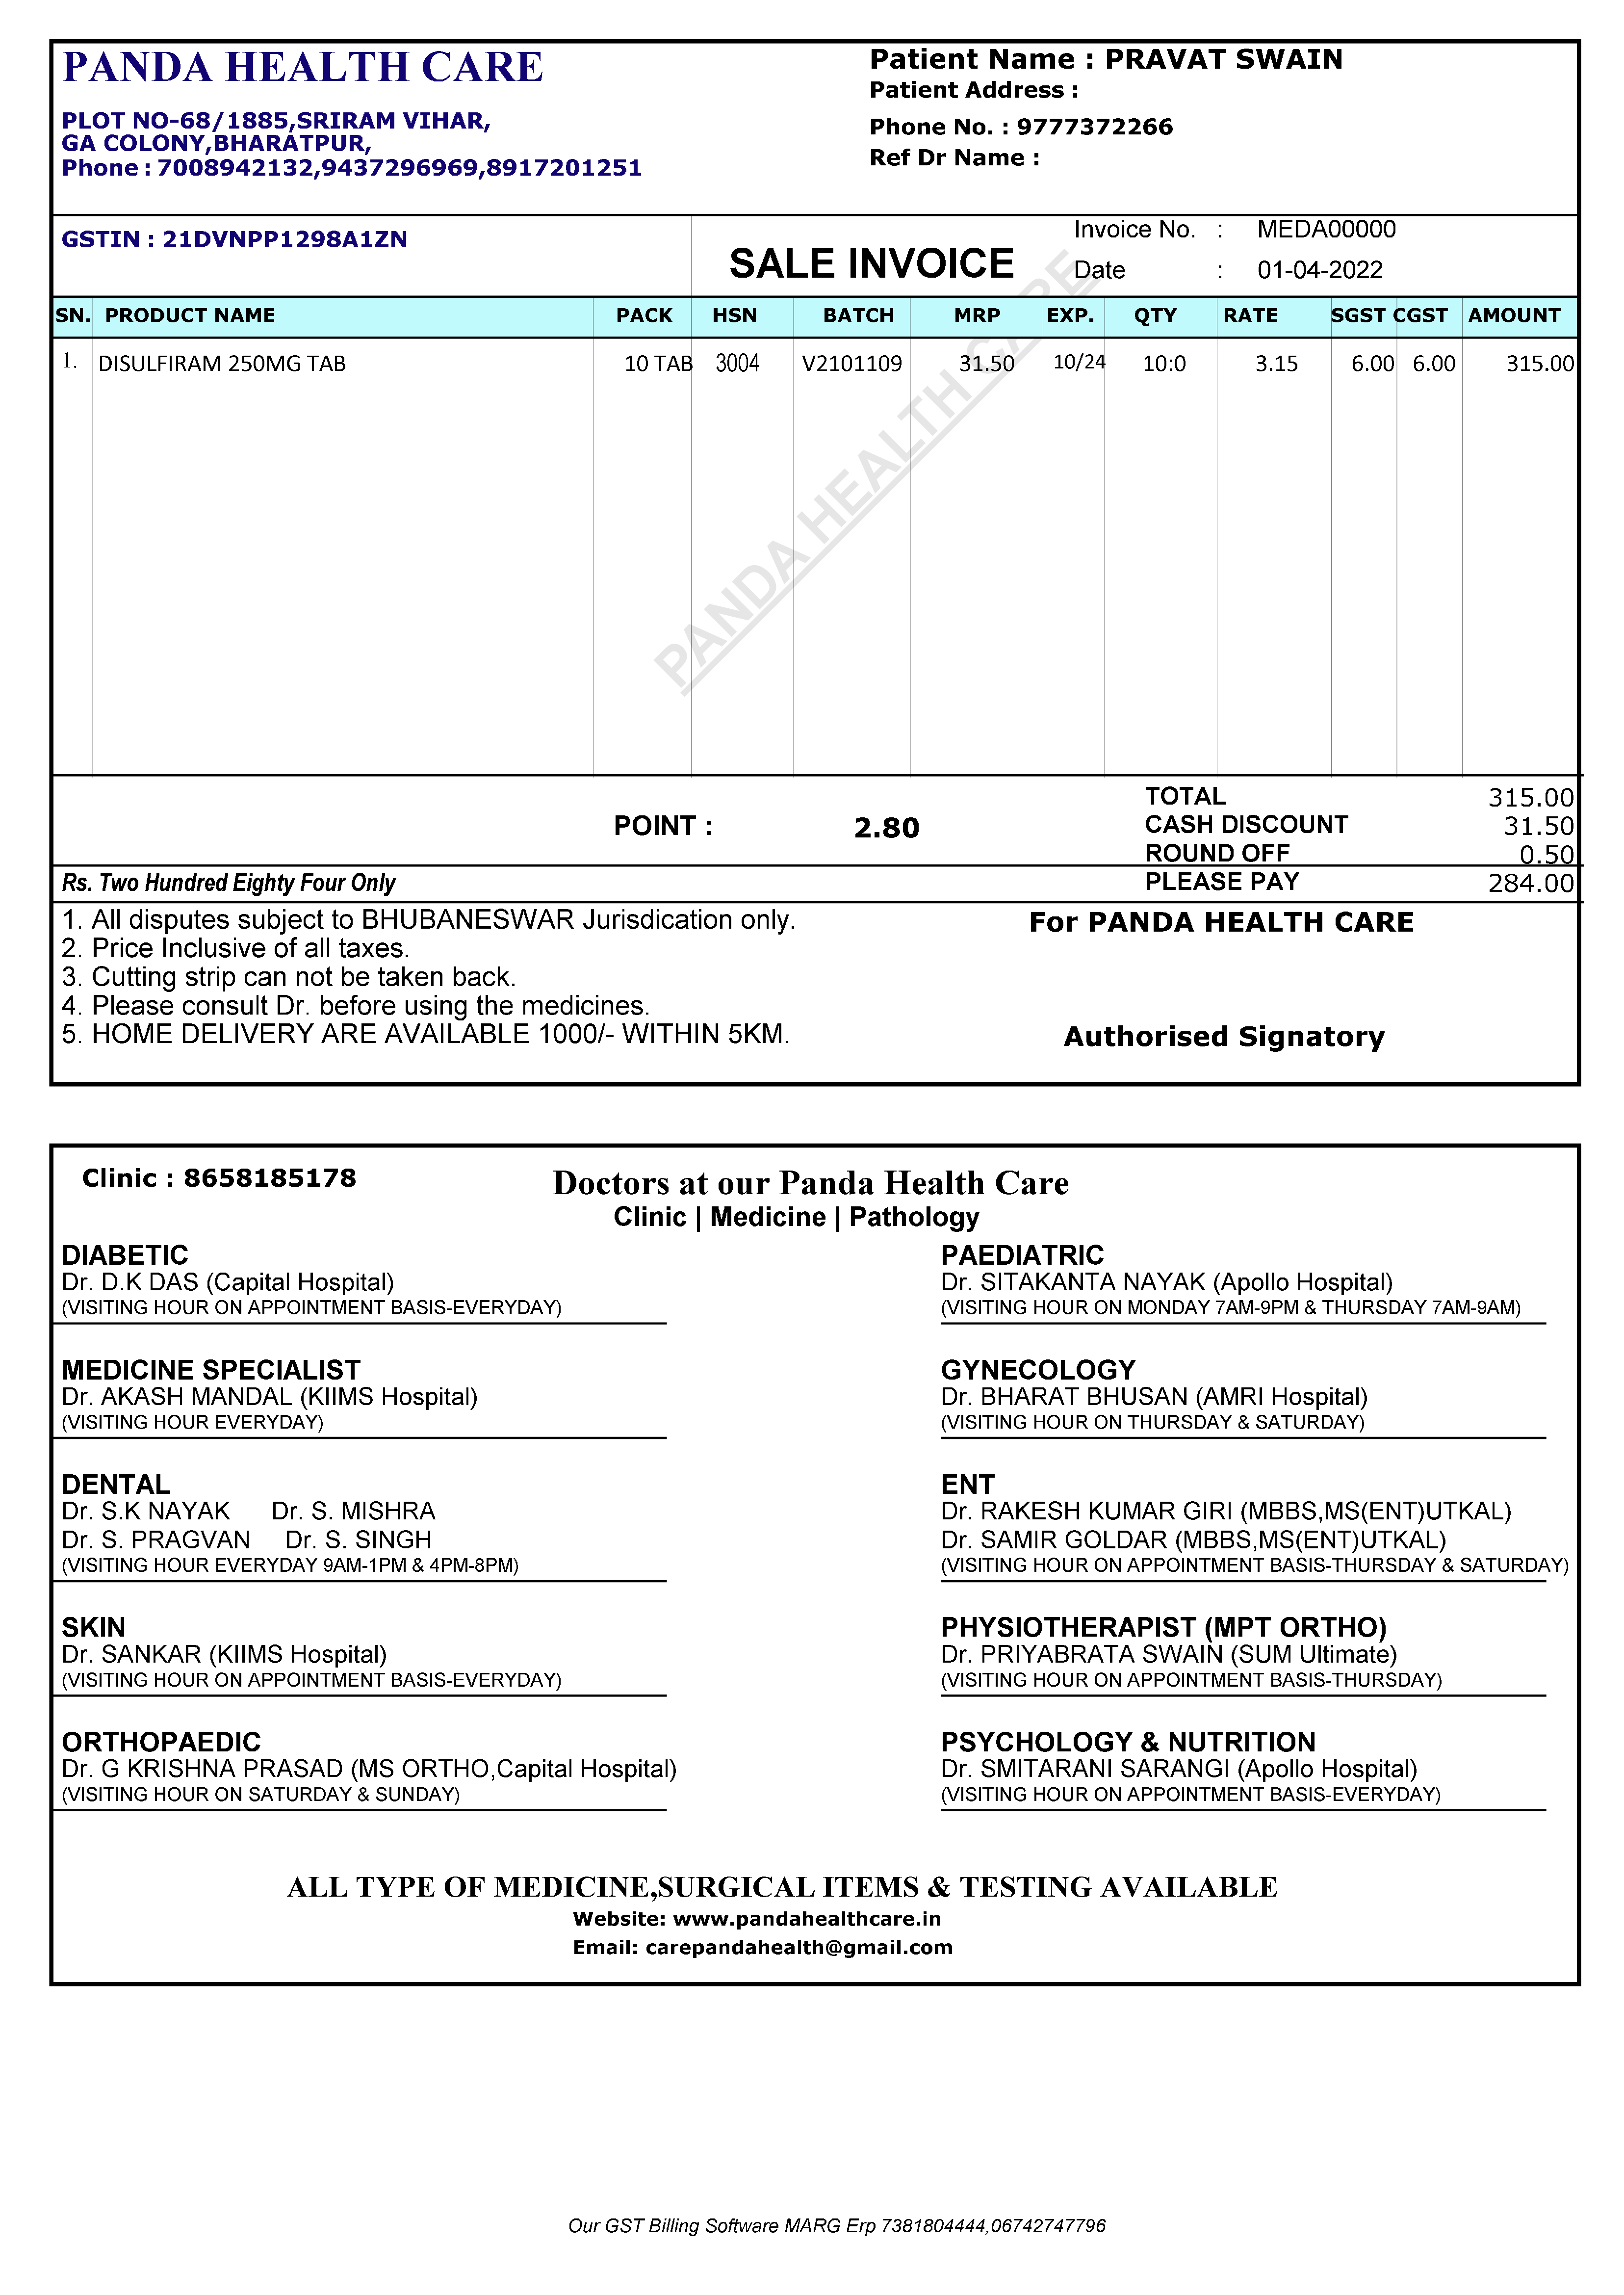 PANDA HEALTH CARE
PLOT NO-68/1885,SRIRAM VIHAR,
GA COLONY,BHARATPUR,
Phone : 7008942132,9437296969,8917201251
Patient Name : PRAVAT SWAIN
Patient Address :
Phone No. : 9777372266
Ref Dr Name :
GSTIN : 21DVNPP1298A1ZN
SALE INVOICE
Invoice No. : MEDA00000
Date : 01-04-2022
SN. PRODUCT NAME PACK HSN BATCH MRP EXP. QTY RATE SGST CGST AMOUNT
1. DISULFIRAM 250MG TAB 10 TAB 3004 V2101109 31.50 10/24 10:0 3.15 6.00 6.00 315.00
PANDA HEALTH CARE
TOTAL 315.00
POINT : 2.80 CASH DISCOUNT 31.50
ROUND OFF 0.50
Rs. Two Hundred Eighty Four Only PLEASE PAY 284.00
1. All disputes subject to BHUBANESWAR Jurisdication only.
2. Price Inclusive of all taxes.
3. Cutting strip can not be taken back.
4. Please consult Dr. before using the medicines.
5. HOME DELIVERY ARE AVAILABLE 1000/- WITHIN 5KM.
For PANDA HEALTH CARE
Authorised Signatory
Clinic : 8658185178
Doctors at our Panda Health Care
Clinic | Medicine | Pathology
DIABETIC
Dr. D.K DAS (Capital Hospital)
(VISITING HOUR ON APPOINTMENT BASIS-EVERYDAY)
PAEDIATRIC
Dr. SITAKANTA NAYAK (Apollo Hospital)
(VISITING HOUR ON MONDAY 7AM-9PM & THURSDAY 7AM-9AM)
MEDICINE SPECIALIST
Dr. AKASH MANDAL (KIIMS Hospital)
(VISITING HOUR EVERYDAY)
GYNECOLOGY
Dr. BHARAT BHUSAN (AMRI Hospital)
(VISITING HOUR ON THURSDAY & SATURDAY)
DENTAL
Dr. S.K NAYAK Dr. S. MISHRA
Dr. S. PRAGVAN Dr. S. SINGH
(VISITING HOUR EVERYDAY 9AM-1PM & 4PM-8PM)
ENT
Dr. RAKESH KUMAR GIRI (MBBS,MS(ENT)UTKAL)
Dr. SAMIR GOLDAR (MBBS,MS(ENT)UTKAL)
(VISITING HOUR ON APPOINTMENT BASIS-THURSDAY & SATURDAY)
SKIN
Dr. SANKAR (KIIMS Hospital)
(VISITING HOUR ON APPOINTMENT BASIS-EVERYDAY)
PHYSIOTHERAPIST (MPT ORTHO)
Dr. PRIYABRATA SWAIN (SUM Ultimate)
(VISITING HOUR ON APPOINTMENT BASIS-THURSDAY)
ORTHOPAEDIC
Dr. G KRISHNA PRASAD (MS ORTHO,Capital Hospital)
(VISITING HOUR ON SATURDAY & SUNDAY)
PSYCHOLOGY & NUTRITION
Dr. SMITARANI SARANGI (Apollo Hospital)
(VISITING HOUR ON APPOINTMENT BASIS-EVERYDAY)
ALL TYPE OF MEDICINE,SURGICAL ITEMS & TESTING AVAILABLE
Website: www.pandahealthcare.in
Email: carepandahealth@gmail.com
Our GST Billing Software MARG Erp 7381804444,06742747796